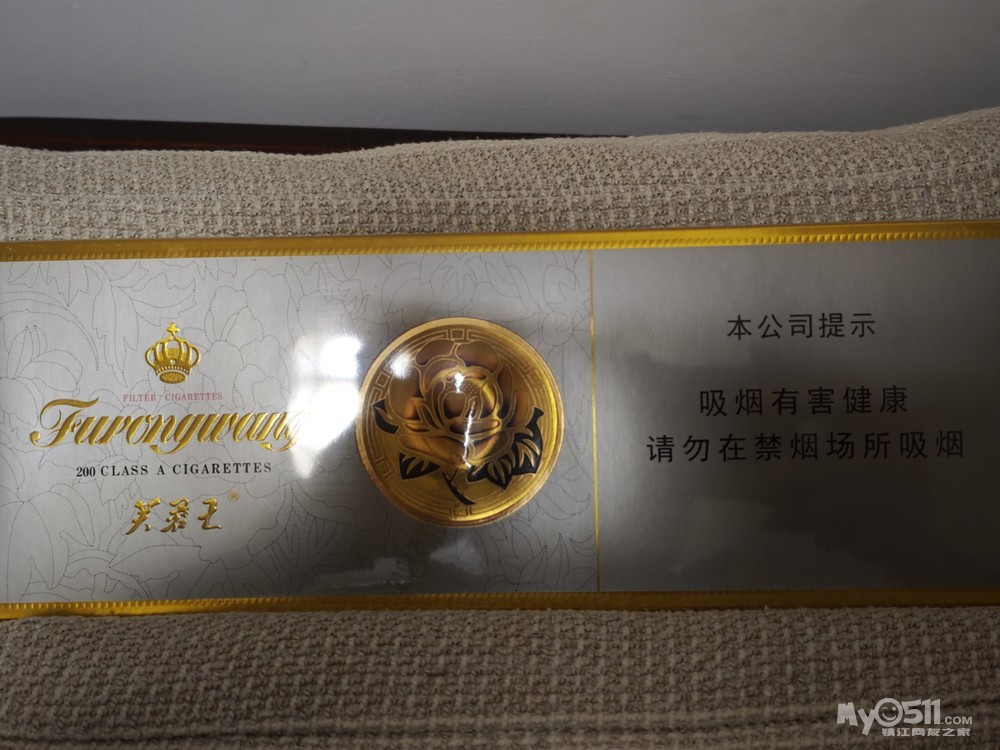 FILTER CIGARETTES
Furongwang
200 CLASS A CIGARETTES
芙蓉王®
本公司提示
吸烟有害健康
请勿在禁烟场所吸烟
MyO511.COM
镇江网友之家